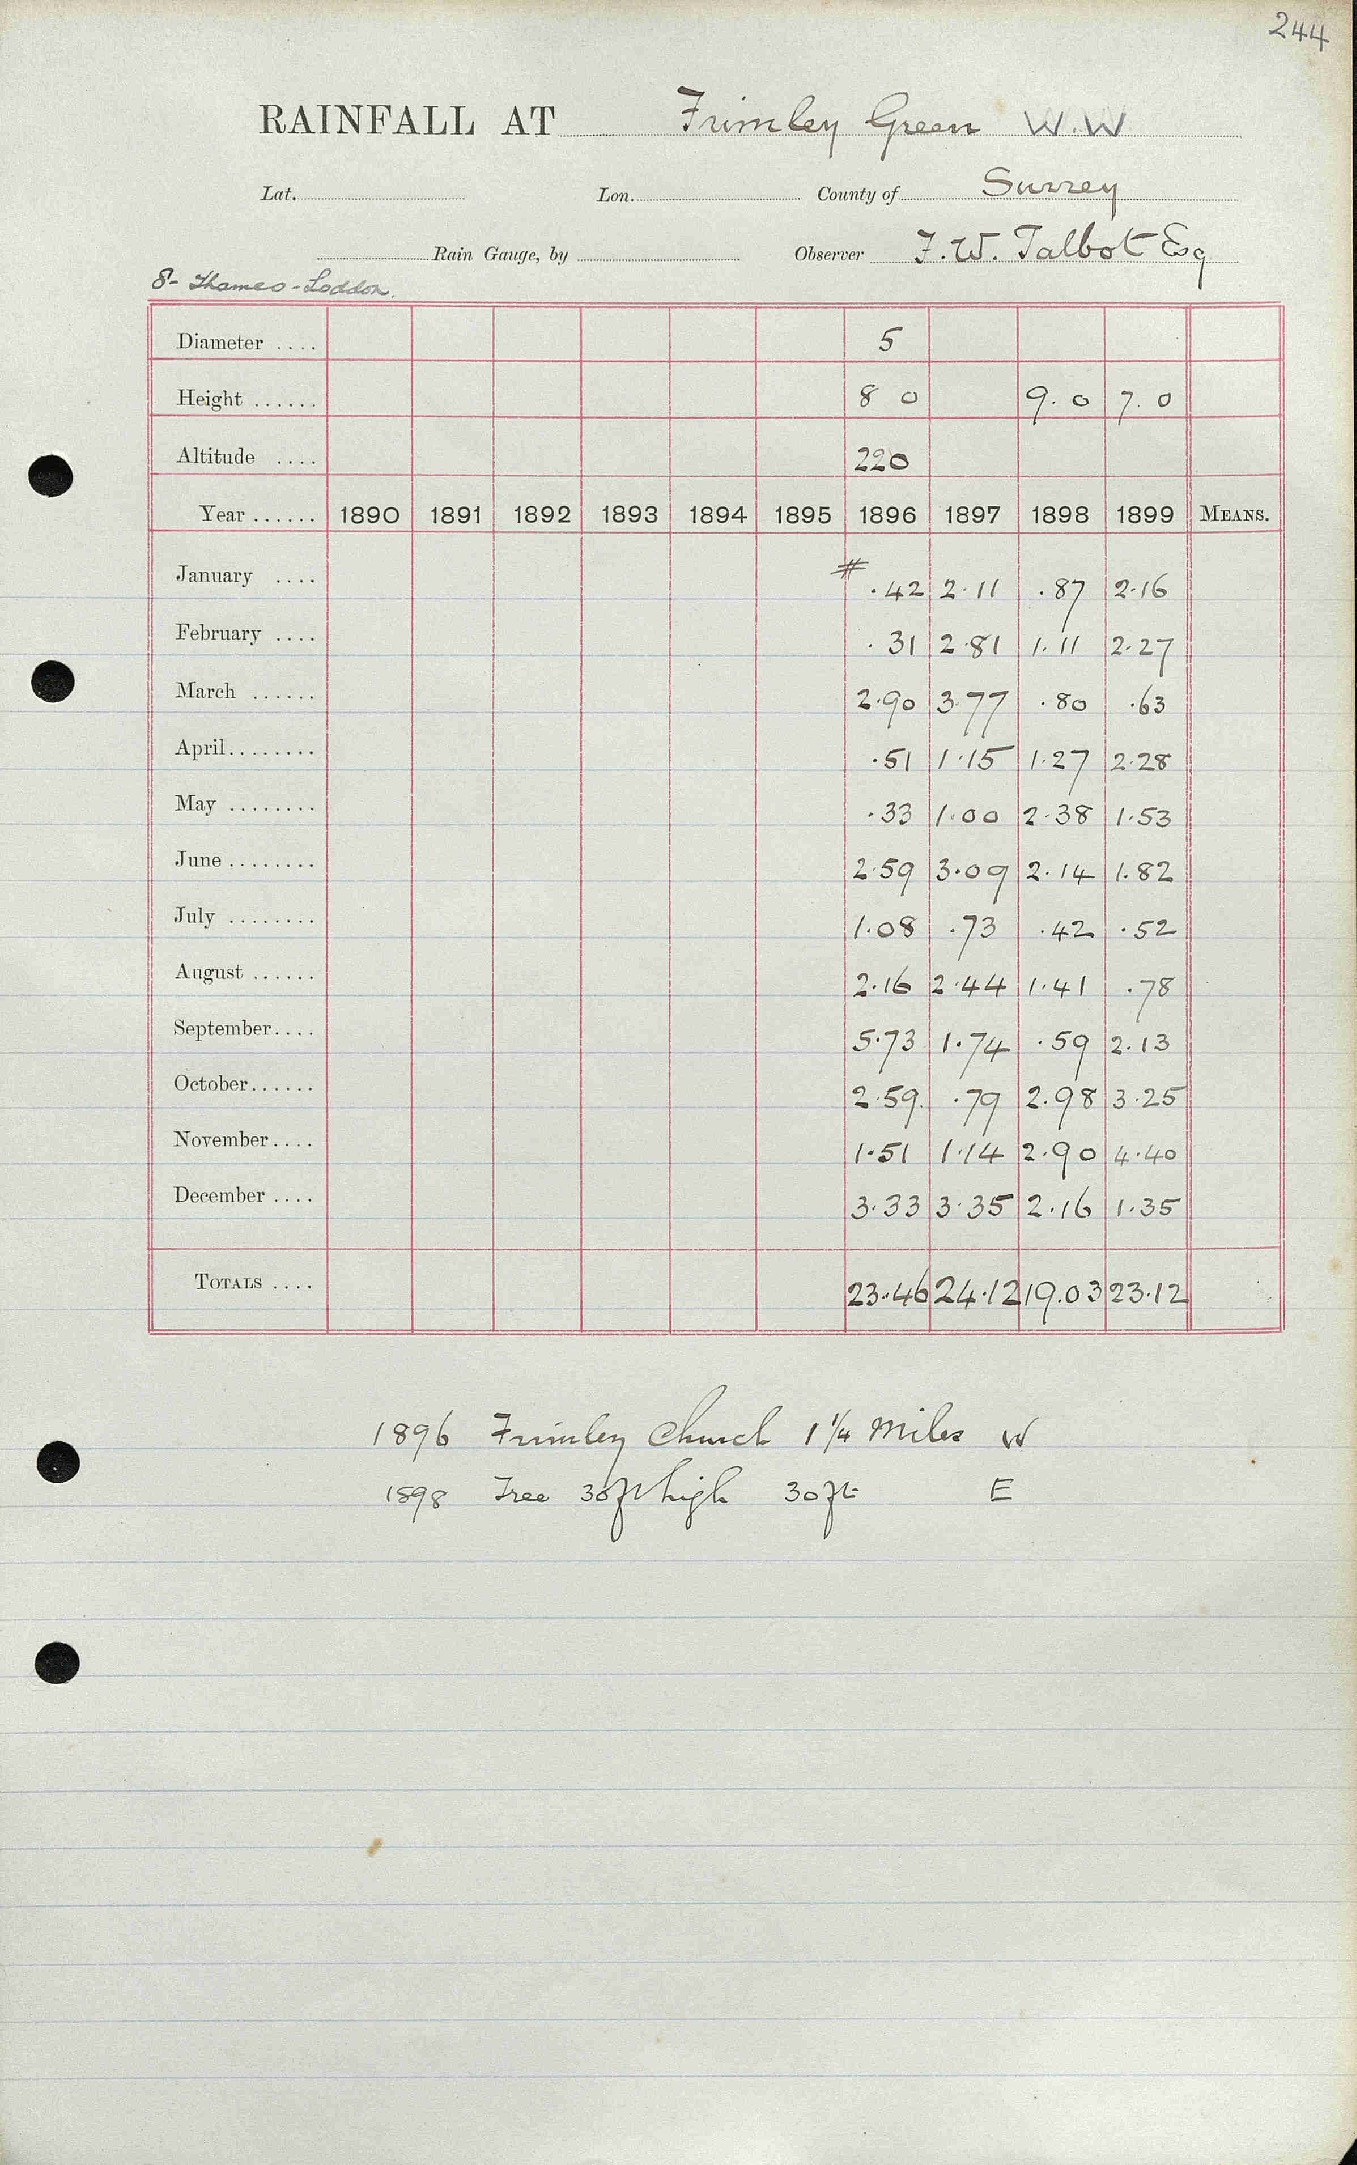 244
RAINFALL AT Frimley Green W.W
Lat. Lon. County of Surrey
Rain Gauge, by Observer F. W. Talbot Esq
8- Thames - Loddon.
Diameter .... 5
Height ...... 8 0 9. 0 7. 0
Altitude .... 220
Year ...... 1890 1891 1892 1893 1894 1895 1896 1897 1898 1899 MEANS.
January .... # .42 2.11 .87 2.16
February .... .31 2.81 1.11 2.27
March ...... 2.90 3.77 .80 .63
April........ .51 1.15 1.27 2.28
May ........ .33 1.00 2.38 1.53
June ........ 2.59 3.09 2.14 1.82
July ........ 1.08 .73 .42 .52
August ...... 2.16 2.44 1.41 .78
September.... 5.73 1.74 .59 2.13
October...... 2.59 .79 2.98 3.25
November.... 1.51 1.14 2.90 4.40
December .... 3.33 3.35 2.16 1.35
TOTALS .... 23.46 24.12 19.03 23.12
1896 Frimley Church 1 1/4 Miles W
1898 Tree 30ft high 30ft E